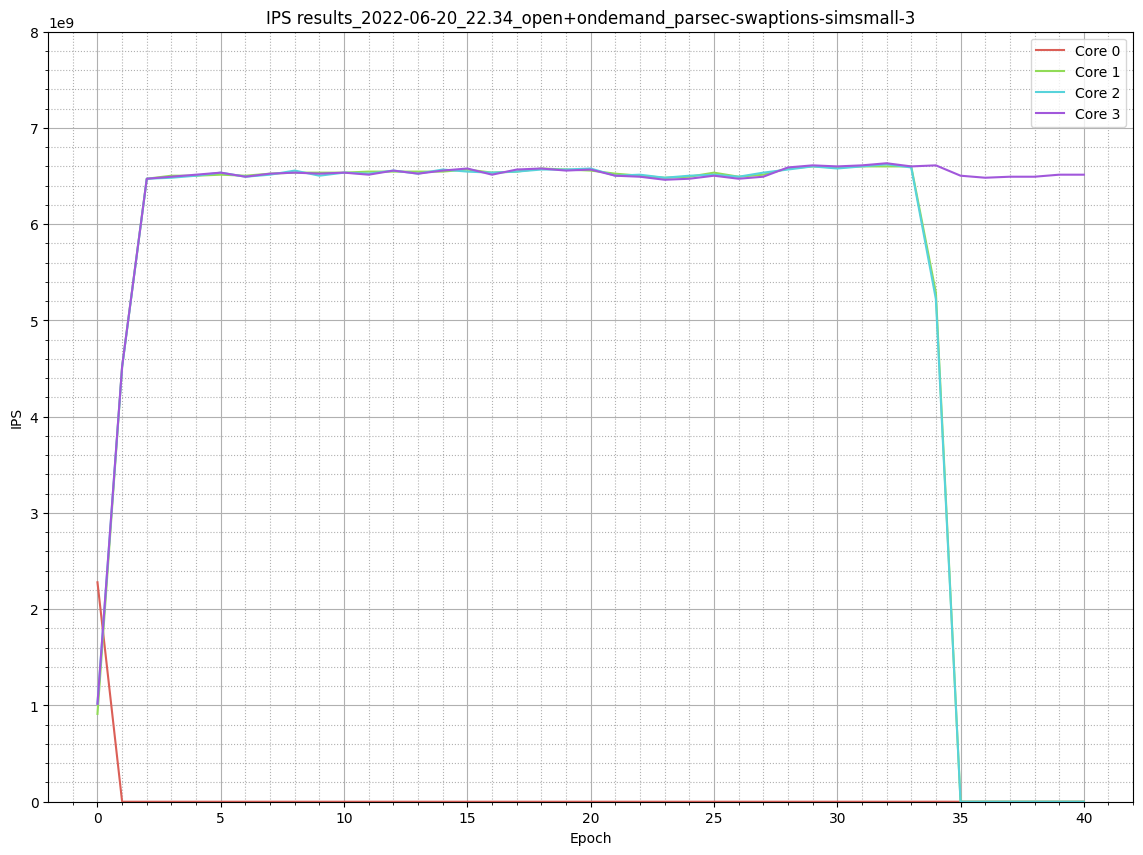 IPS results_2022-06-20_22.34_open+ondemand_parsec-swaptions-simsmall-3
1e9
8
7
6
5
4
3
2
1
0
IPS
Core 0
Core 1
Core 2
Core 3
0 5 10 15 20 25 30 35 40
Epoch